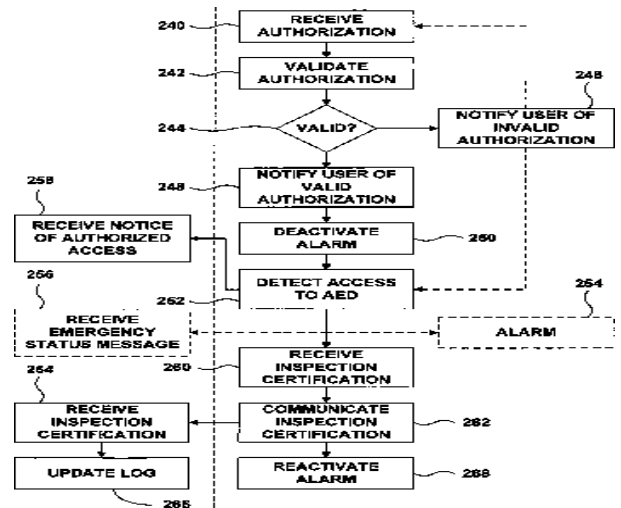 240
RECEIVE
AUTHORIZATION
242
VALIDATE
AUTHORIZATION
246
244
VALID?
NOTIFY USER OF
INVALID
AUTHORIZATION
248
NOTIFY USER OF
VALID
AUTHORIZATION
258
RECEIVE NOTICE
OF AUTHORIZED
ACCESS
DEACTIVATE
ALARM
250
256
252
DETECT ACCESS
TO AED
254
RECEIVE
EMERGENCY
STATUS MESSAGE
ALARM
260
RECEIVE
INSPECTION
CERTIFICATION
264
RECEIVE
INSPECTION
CERTIFICATION
COMMUNICATE
INSPECTION
CERTIFICATION
262
UPDATE LOG
REACTIVATE
ALARM
268
266